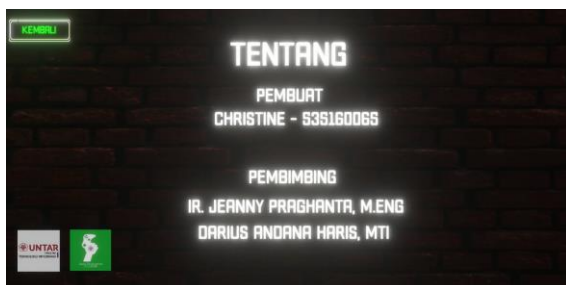 KEMBALI
TENTANG
PEMBUAT
CHRISTINE - 535160065
PEMBIMBING
IR. JEANNY PRAGHANTA, M.ENG
DARIUS ANDANA HARIS, MTI
UNTAR